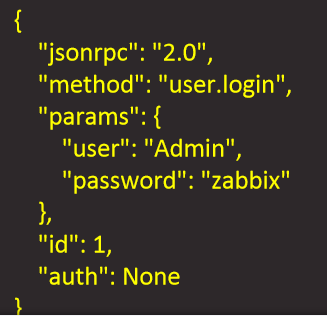 {
"jsonrpc": "2.0",
"method": "user.login",
"params": {
"user": "Admin",
"password": "zabbix"
},
"id": 1,
"auth": None
}